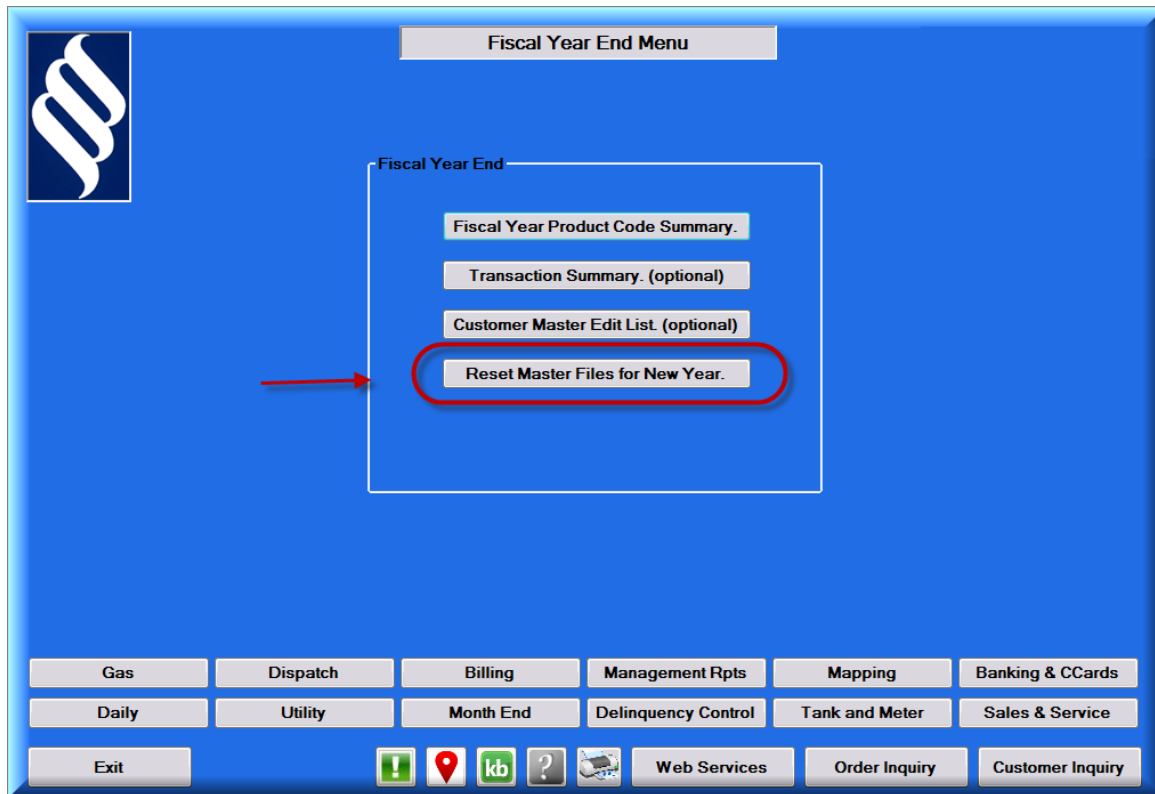 Fiscal Year End Menu
Fiscal Year End
Fiscal Year Product Code Summary.
Transaction Summary. (optional)
Customer Master Edit List. (optional)
Reset Master Files for New Year.
Gas Dispatch Billing Management Rpts Mapping Banking & CCards
Daily Utility Month End Delinquency Control Tank and Meter Sales & Service
Exit ! kb ? Web Services Order Inquiry Customer Inquiry